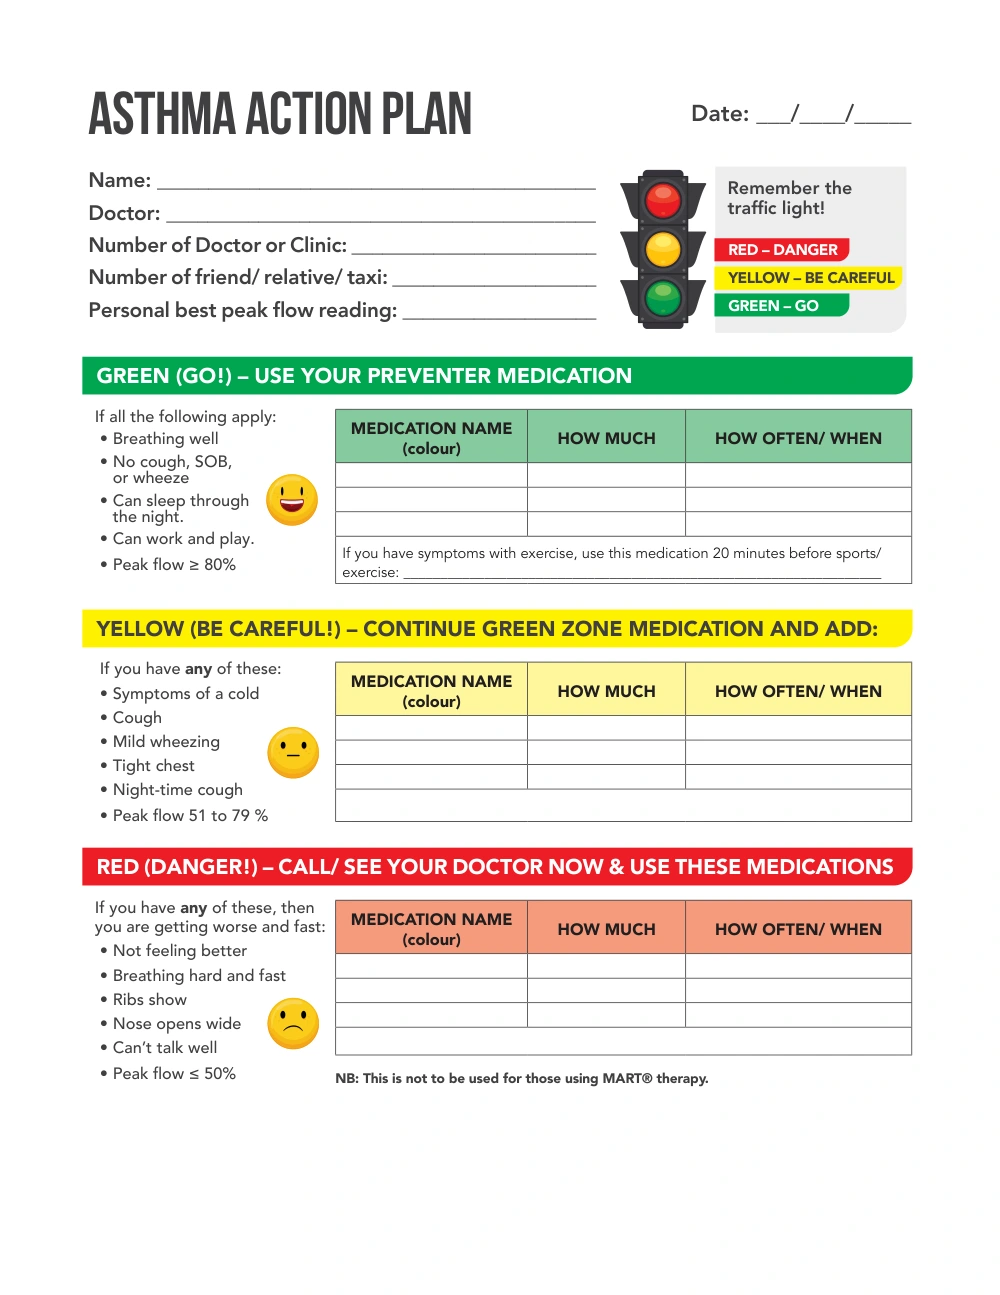 ASTHMA ACTION PLAN
Date: ___/____/_____
Name: ______________________________________________
Doctor: _____________________________________________
Number of Doctor or Clinic: __________________________
Number of friend/ relative/ taxi: ______________________
Personal best peak flow reading: _____________________
Remember the
traffic light!
RED – DANGER
YELLOW – BE CAREFUL
GREEN – GO
GREEN (GO!) – USE YOUR PREVENTER MEDICATION
If all the following apply:
• Breathing well
• No cough, SOB,
or wheeze
• Can sleep through
the night.
• Can work and play.
• Peak flow ≥ 80%
MEDICATION NAME
(colour)
HOW MUCH
HOW OFTEN/ WHEN
If you have symptoms with exercise, use this medication 20 minutes before sports/
exercise: ____________________________________________________________
YELLOW (BE CAREFUL!) – CONTINUE GREEN ZONE MEDICATION AND ADD:
If you have any of these:
• Symptoms of a cold
• Cough
• Mild wheezing
• Tight chest
• Night-time cough
• Peak flow 51 to 79 %
MEDICATION NAME
(colour)
HOW MUCH
HOW OFTEN/ WHEN
RED (DANGER!) – CALL/ SEE YOUR DOCTOR NOW & USE THESE MEDICATIONS
If you have any of these, then
you are getting worse and fast:
• Not feeling better
• Breathing hard and fast
• Ribs show
• Nose opens wide
• Can't talk well
• Peak flow ≤ 50%
MEDICATION NAME
(colour)
HOW MUCH
HOW OFTEN/ WHEN
NB: This is not to be used for those using MART® therapy.